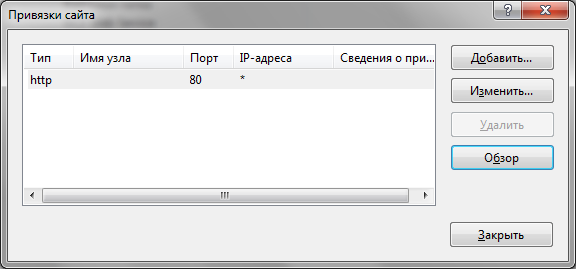 Привязки сайта
Тип Имя узла Порт IP-адреса Сведения о при...
http 80 *
Добавить...
Изменить...
Удалить
Обзор
Закрыть